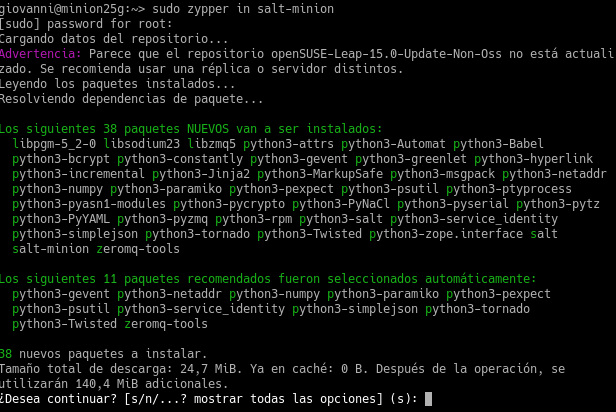 giovanni@minion25g:~> sudo zypper in salt-minion
[sudo] password for root:
Cargando datos del repositorio...
Advertencia: Parece que el repositorio openSUSE-Leap-15.0-Update-Non-Oss no está actuali
zado. Se recomienda usar una réplica o servidor distintos.
Leyendo los paquetes instalados...
Resolviendo dependencias de paquete...
Los siguientes 38 paquetes NUEVOS van a ser instalados:
libpgm-5_2-0 libsodium23 libzmq5 python3-attrs python3-Automat python3-Babel
python3-bcrypt python3-constantly python3-gevent python3-greenlet python3-hyperlink
python3-incremental python3-Jinja2 python3-MarkupSafe python3-msgpack python3-netaddr
python3-numpy python3-paramiko python3-pexpect python3-psutil python3-ptyprocess
python3-pyasn1-modules python3-pycrypto python3-PyNaCl python3-pyserial python3-pytz
python3-PyYAML python3-pyzmq python3-rpm python3-salt python3-service_identity
python3-simplejson python3-tornado python3-Twisted python3-zope.interface salt
salt-minion zeromq-tools
Los siguientes 11 paquetes recomendados fueron seleccionados automáticamente:
python3-gevent python3-netaddr python3-numpy python3-paramiko python3-pexpect
python3-psutil python3-service_identity python3-simplejson python3-tornado
python3-Twisted zeromq-tools
38 nuevos paquetes a instalar.
Tamaño total de descarga: 24,7 MiB. Ya en caché: 0 B. Después de la operación, se
utilizarán 140,4 MiB adicionales.
¿Desea continuar? [s/n/...? mostrar todas las opciones] (s):